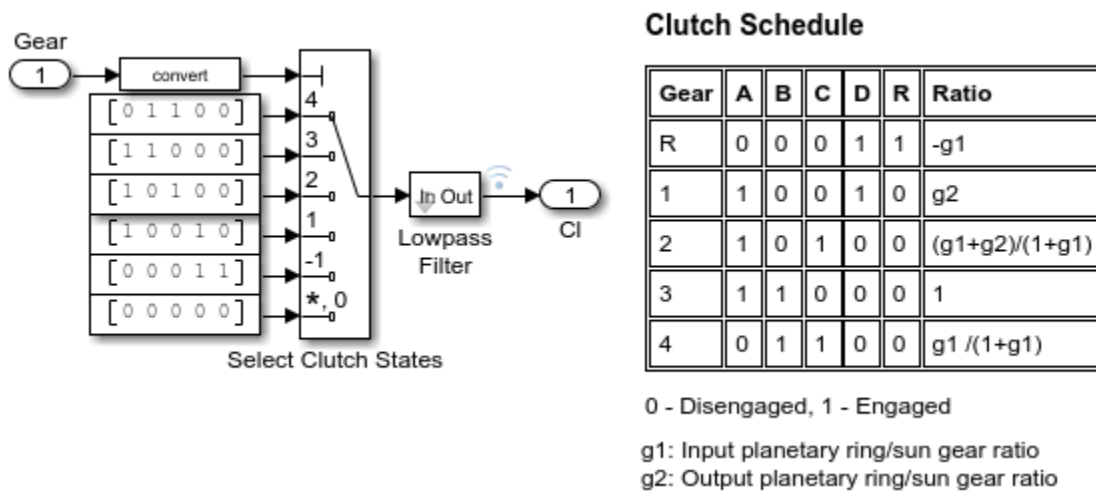 Gear
1
convert
[0 1 1 0 0]
[1 1 0 0 0]
[1 0 1 0 0]
[1 0 0 1 0]
[0 0 0 1 1]
[0 0 0 0 0]
4
3
2
1
-1
*, 0
Select Clutch States
In Out
Lowpass
Filter
1
Cl
Clutch Schedule
Gear A B C D R Ratio
R 0 0 0 1 1 -g1
1 1 0 0 1 0 g2
2 1 0 1 0 0 (g1+g2)/(1+g1)
3 1 1 0 0 0 1
4 0 1 1 0 0 g1 /(1+g1)
0 - Disengaged, 1 - Engaged
g1: Input planetary ring/sun gear ratio
g2: Output planetary ring/sun gear ratio